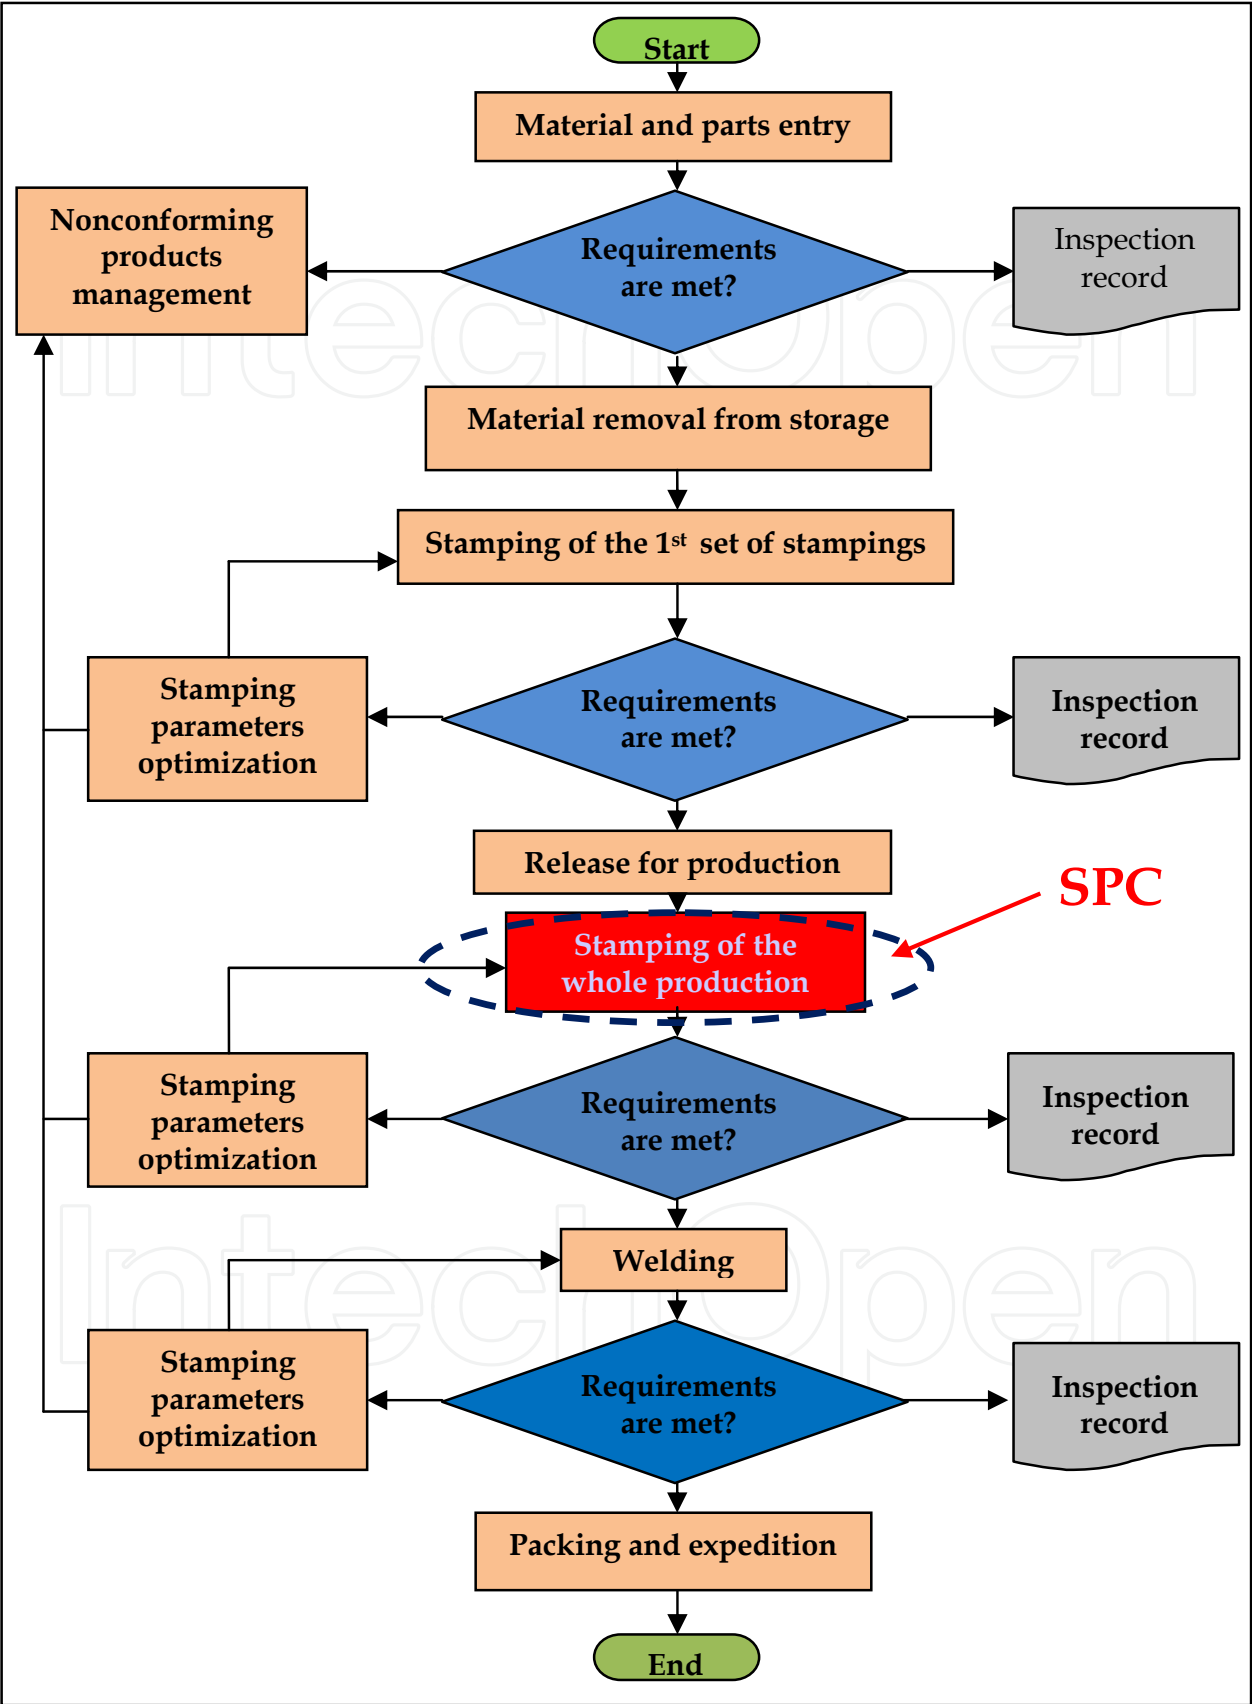 Start
Material and parts entry
Nonconforming
products
management
Requirements
are met?
Inspection
record
Material removal from storage
Stamping of the 1st set of stampings
Stamping
parameters
optimization
Requirements
are met?
Inspection
record
Release for production
SPC
Stamping of the
whole production
Stamping
parameters
optimization
Requirements
are met?
Inspection
record
Welding
Stamping
parameters
optimization
Requirements
are met?
Inspection
record
Packing and expedition
End
IntechOpen
IntechOpen